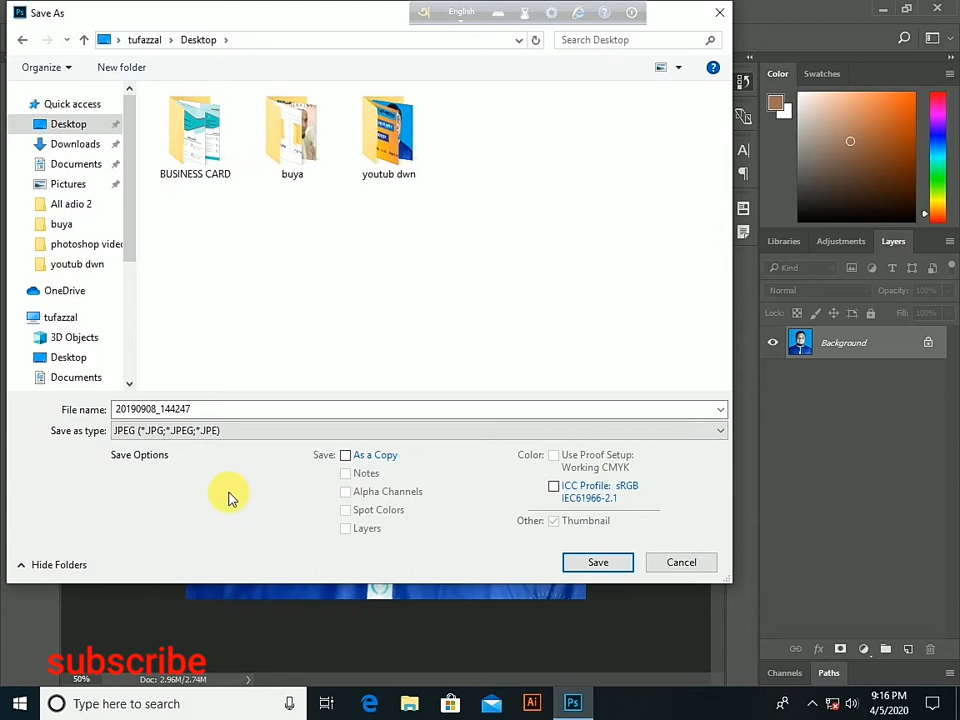 Save As
English
tufazzal
Desktop
Search Desktop
Organize
New folder
Quick access
Desktop
Downloads
Documents
Pictures
All adio 2
buya
photoshop video
youtub dwn
OneDrive
tufazzal
3D Objects
Desktop
Documents
BUSINESS CARD
buya
youtub dwn
File name:
20190908_144247
Save as type:
JPEG (*.JPG;*.JPEG;*.JPE)
Save Options
Save:
As a Copy
Notes
Alpha Channels
Spot Colors
Layers
Color:
Use Proof Setup:
Working CMYK
ICC Profile: sRGB
IEC61966-2.1
Other:
Thumbnail
Hide Folders
Save
Cancel
Color
Swatches
Libraries
Adjustments
Layers
Kind
Normal
Opacity: 100%
Lock:
Fill: 100%
Background
Channels
Paths
subscribe
50%
Doc: 2.96M/2.74M
Type here to search
Ai
Ps
9:16 PM
4/5/2020